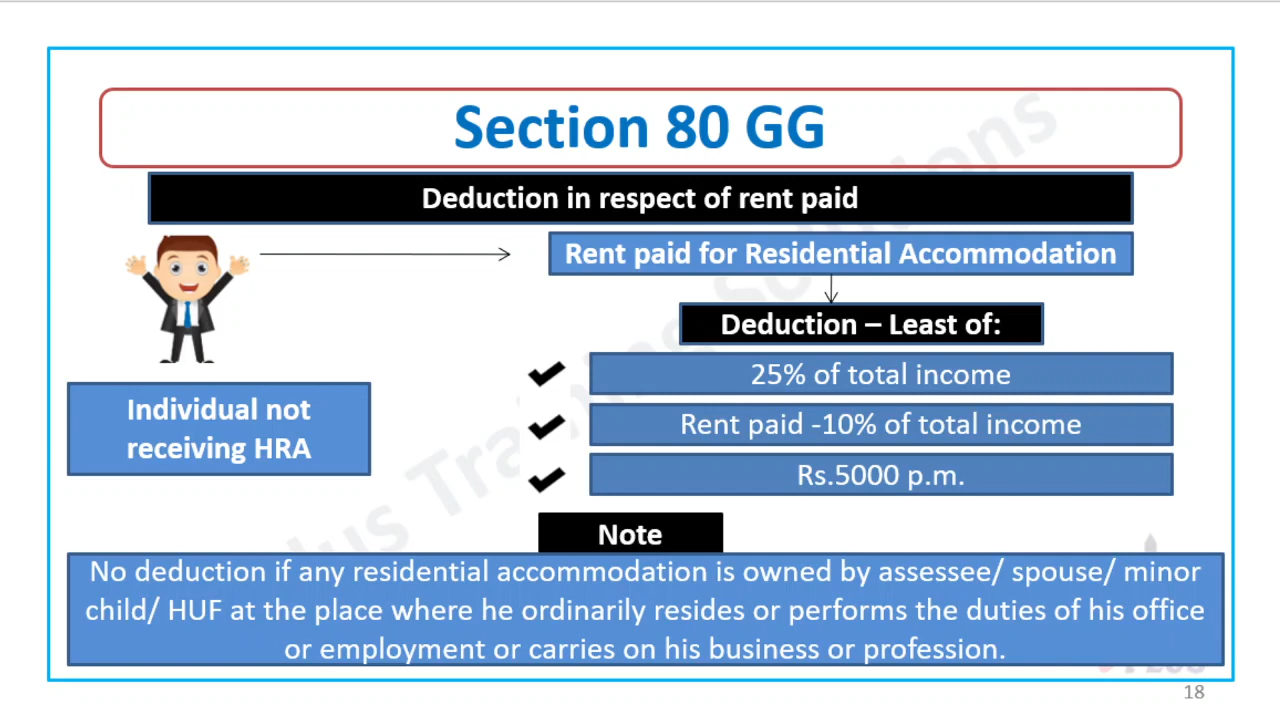 Section 80 GG
Deduction in respect of rent paid
Rent paid for Residential Accommodation
Deduction – Least of:
25% of total income
Rent paid -10% of total income
Rs.5000 p.m.
Individual not
receiving HRA
Note
No deduction if any residential accommodation is owned by assessee/ spouse/ minor
child/ HUF at the place where he ordinarily resides or performs the duties of his office
or employment or carries on his business or profession.
18